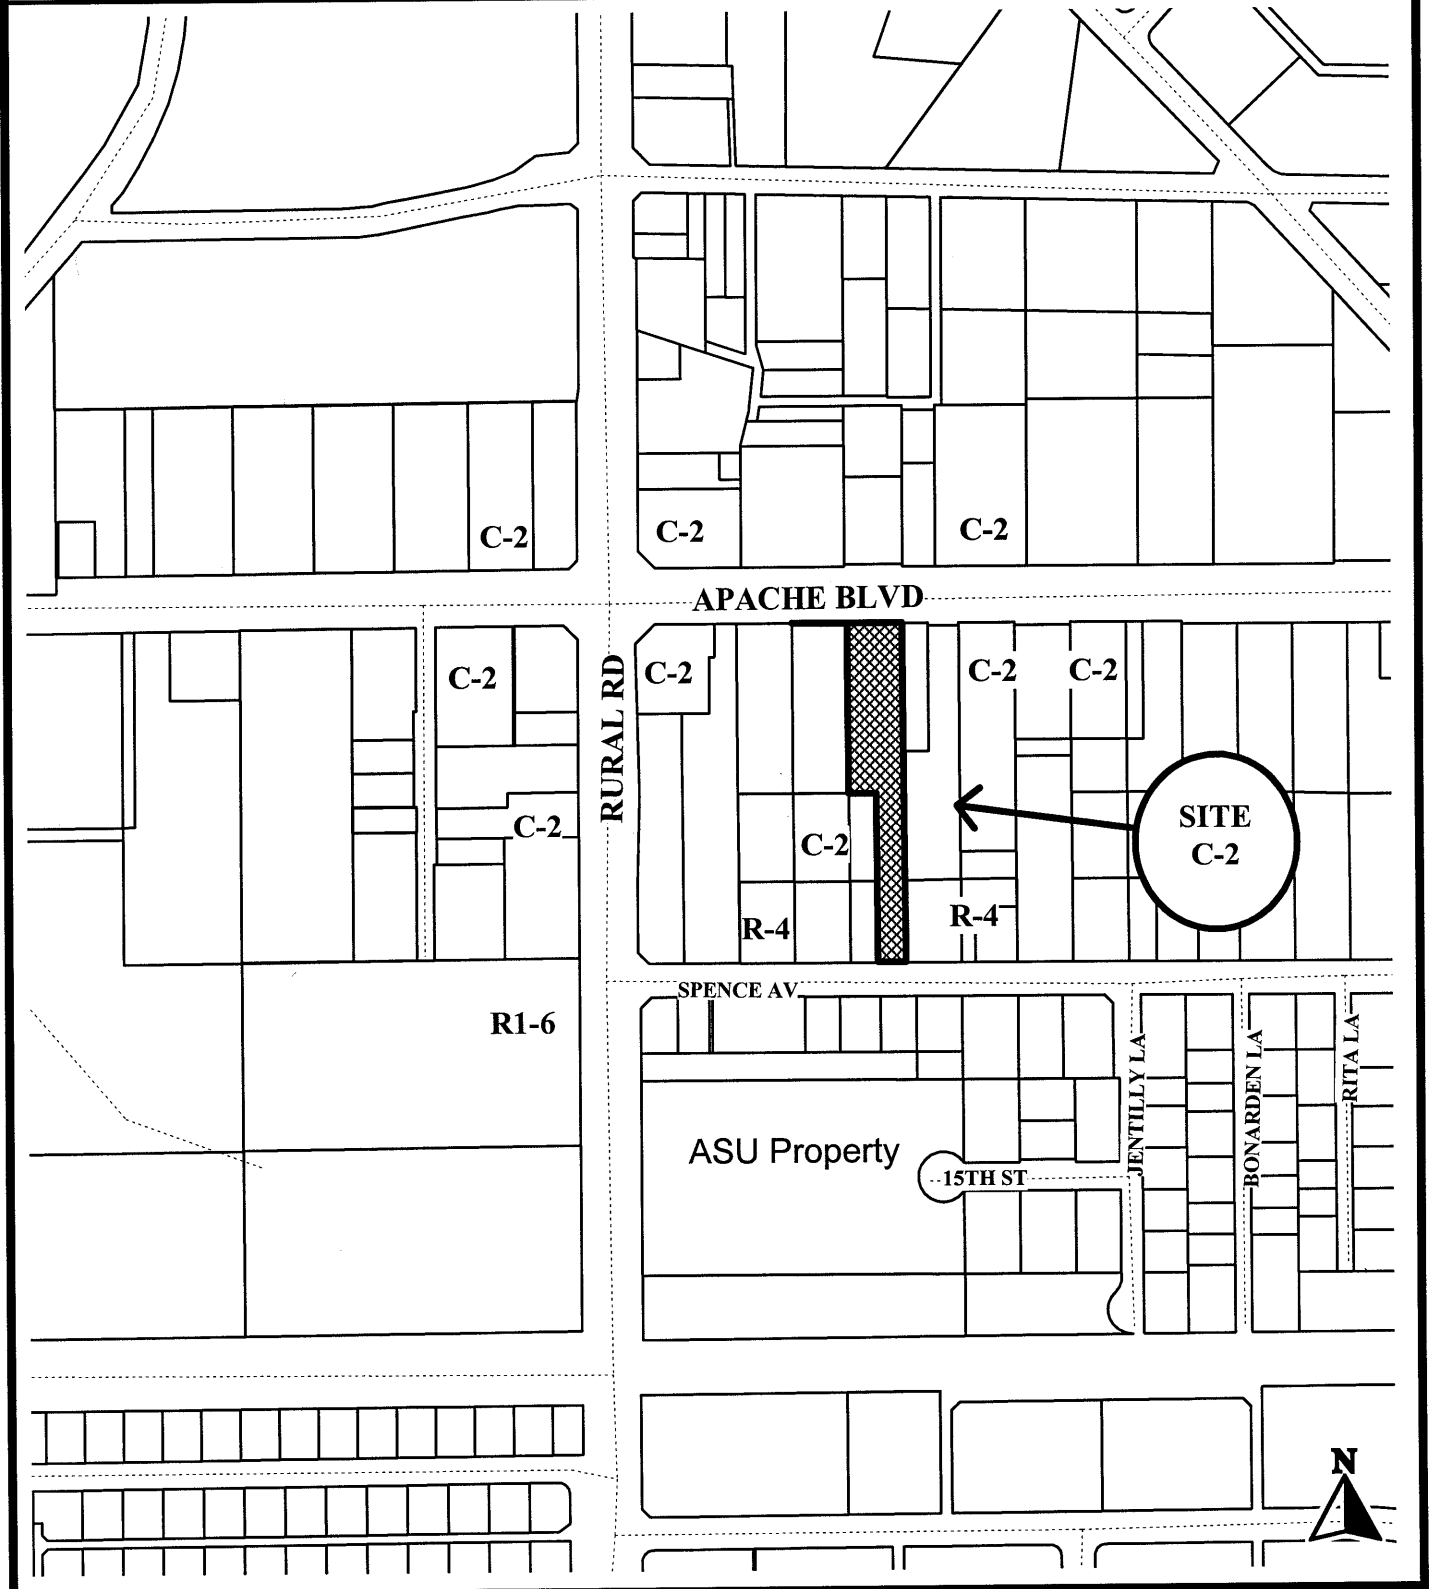 C-2
C-2
C-2
APACHE BLVD
C-2
RURAL RD
C-2
C-2
C-2
C-2
C-2
SITE
C-2
R-4
R-4
SPENCE AV
R1-6
JENTILLY LA
BONARDEN LA
RITA LA
ASU Property
15TH ST
N